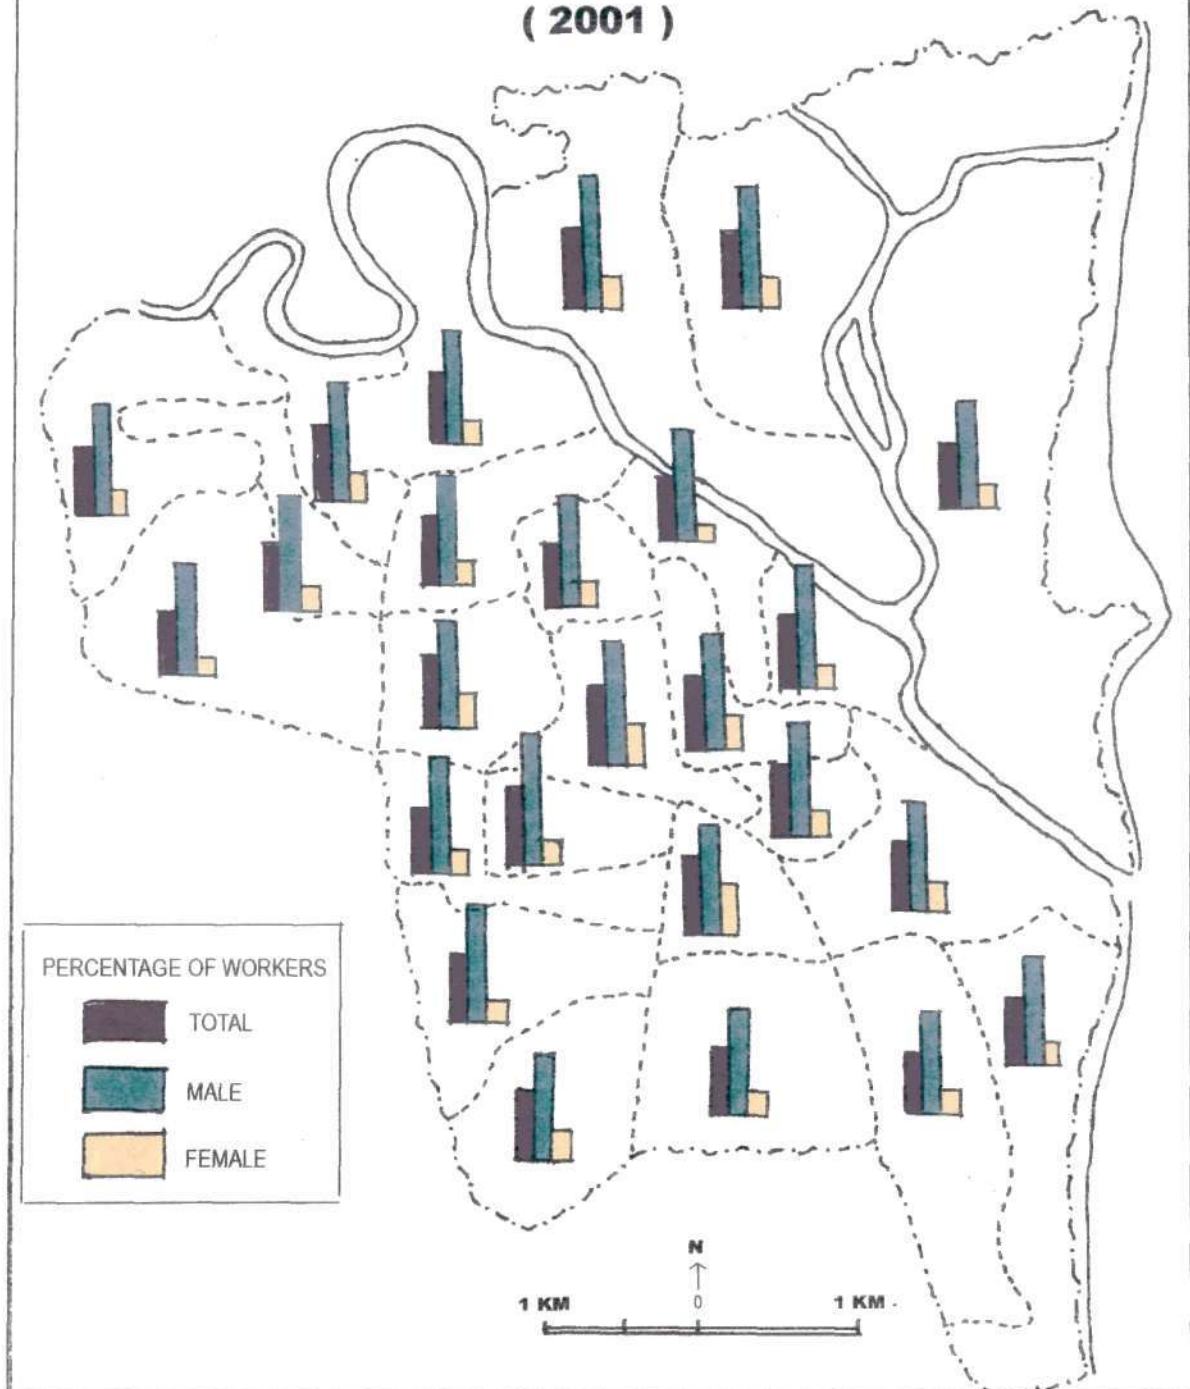 ( 2001 )
PERCENTAGE OF WORKERS
TOTAL
MALE
FEMALE
N
1 KM 0 1 KM .